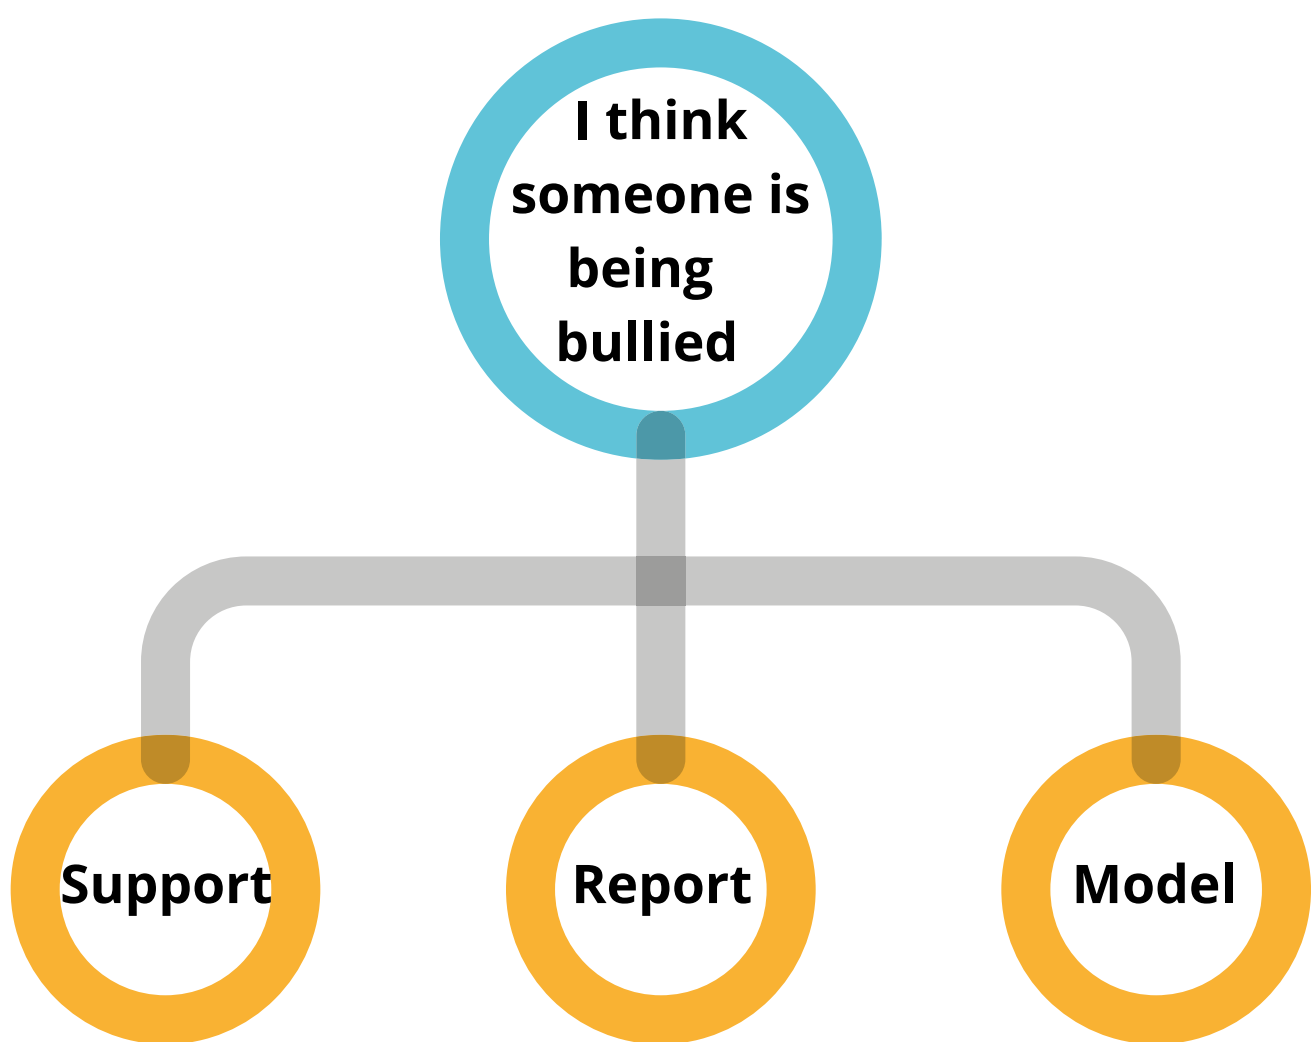 I think
someone is
being
bullied
Support
Report
Model